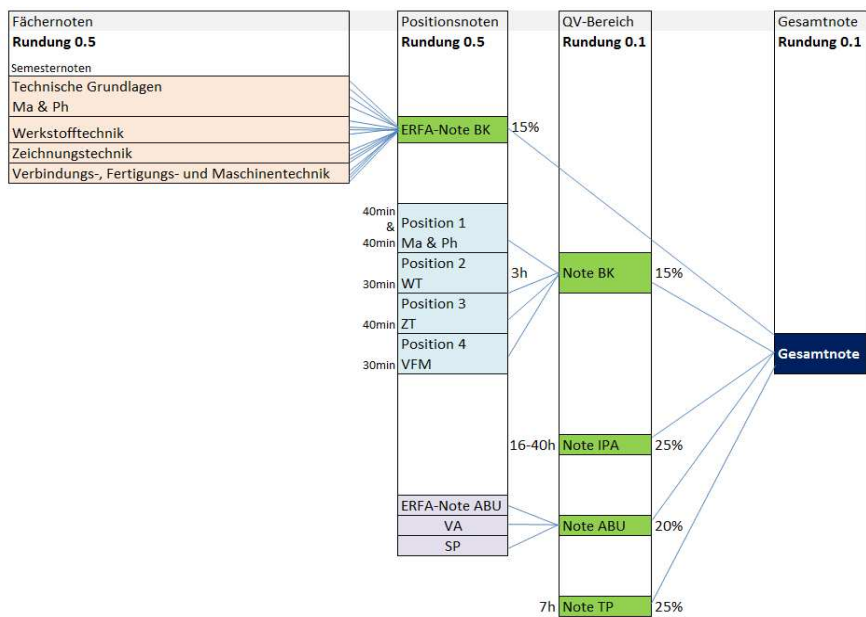 Fächernoten
Rundung 0.5
Semesternoten
Technische Grundlagen
Ma & Ph
Werkstofftechnik
Zeichnungstechnik
Verbindungs-, Fertigungs- und Maschinentechnik
Positionsnoten
Rundung 0.5
ERFA-Note BK
15%
40min
&
40min
Position 1
Ma & Ph
30min
Position 2
WT
3h
40min
Position 3
ZT
30min
Position 4
VFM
ERFA-Note ABU
VA
SP
QV-Bereich
Rundung 0.1
Note BK
15%
16-40h
Note IPA
25%
Note ABU
20%
7h
Note TP
25%
Gesamtnote
Rundung 0.1
Gesamtnote